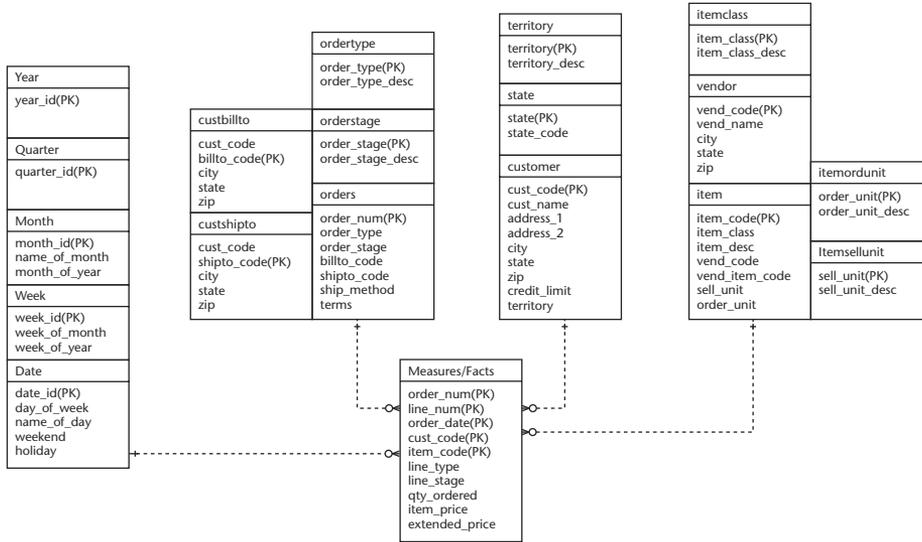 Year
year_id(PK)
Quarter
quarter_id(PK)
Month
month_id(PK)
name_of_month
month_of_year
Week
week_id(PK)
week_of_month
week_of_year
Date
date_id(PK)
day_of_week
name_of_day
weekend
holiday
custbillto
cust_code
billto_code(PK)
city
state
zip
custshipto
cust_code
shipto_code(PK)
city
state
zip
ordertype
order_type(PK)
order_type_desc
orderstage
order_stage(PK)
order_stage_desc
orders
order_num(PK)
order_type
order_stage
billto_code
shipto_code
ship_method
terms
territory
territory(PK)
territory_desc
state
state(PK)
state_code
customer
cust_code(PK)
cust_name
address_1
address_2
city
state
zip
credit_limit
territory
itemclass
item_class(PK)
item_class_desc
vendor
vend_code(PK)
vend_name
city
state
zip
item
item_code(PK)
item_class
item_desc
vend_code
vend_item_code
sell_unit
order_unit
itemordunit
order_unit(PK)
order_unit_desc
Itemsellunit
sell_unit(PK)
sell_unit_desc
Measures/Facts
order_num(PK)
line_num(PK)
order_date(PK)
cust_code(PK)
item_code(PK)
line_type
line_stage
qty_ordered
item_price
extended_price